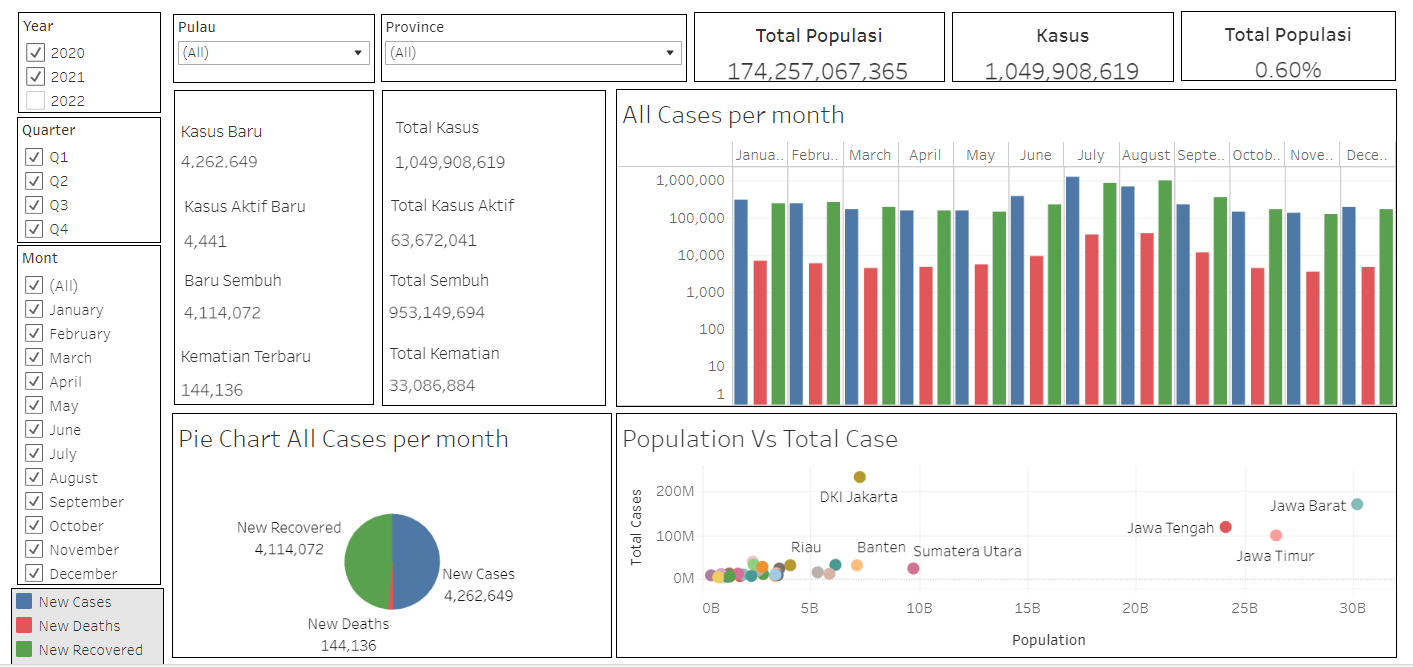 Year
2020
2021
2022
Quarter
Q1
Q2
Q3
Q4
Mont
(All)
January
February
March
April
May
June
July
August
September
October
November
December
New Cases
New Deaths
New Recovered
Pulau
(All)
Province
(All)
Total Populasi
174,257,067,365
Kasus
1,049,908,619
Total Populasi
0.60%
Kasus Baru
4,262,649
Kasus Aktif Baru
4,441
Baru Sembuh
4,114,072
Kematian Terbaru
144,136
Total Kasus
1,049,908,619
Total Kasus Aktif
63,672,041
Total Sembuh
953,149,694
Total Kematian
33,086,884
All Cases per month
Janua.. Febru.. March April May June July August Septe.. Octob.. Nove.. Dece..
1,000,000
100,000
10,000
1,000
100
10
1
Pie Chart All Cases per month
New Recovered
4,114,072
New Cases
4,262,649
New Deaths
144,136
Population Vs Total Case
Total Cases
200M
100M
0M
DKI Jakarta
Jawa Barat
Jawa Tengah
Jawa Timur
Riau
Banten
Sumatera Utara
0B 5B 10B 15B 20B 25B 30B
Population